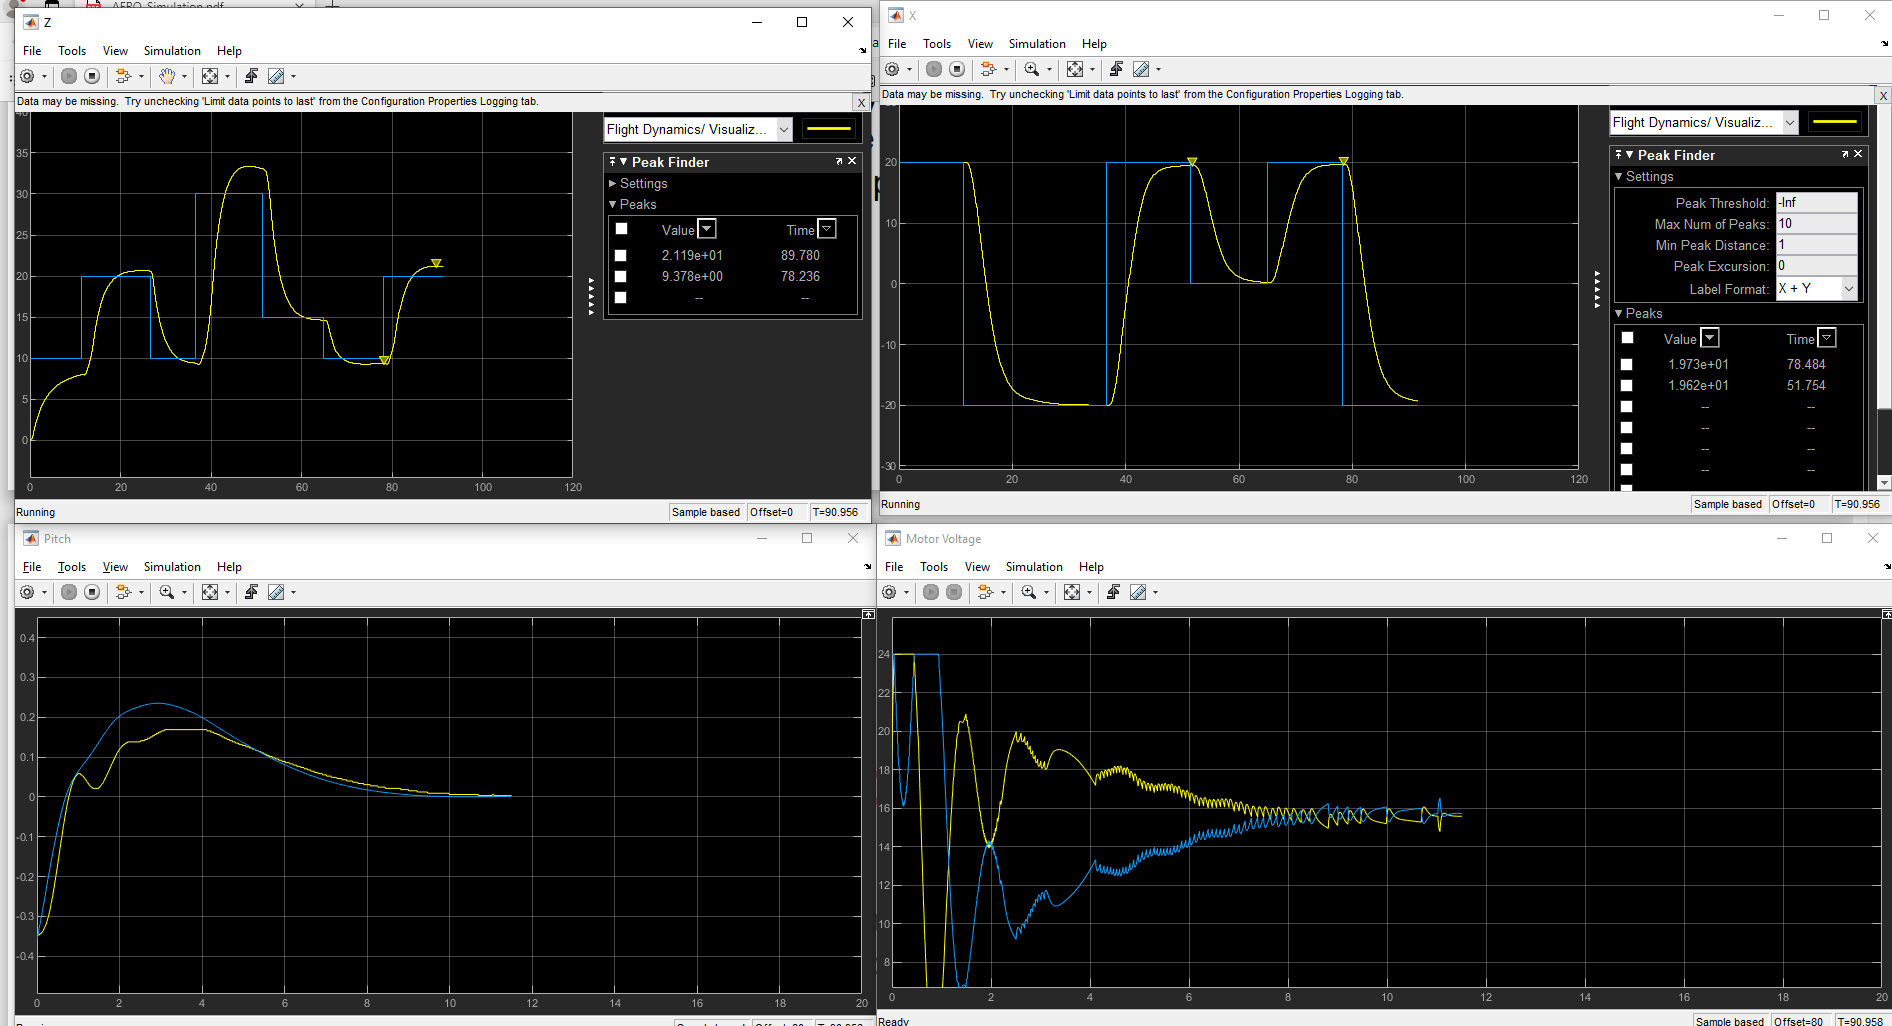 AERO_Simulation.pdf
Z
File Tools View Simulation Help
Data may be missing. Try unchecking 'Limit data points to last' from the Configuration Properties Logging tab. X
40
35
30
25
20
15
10
5
0
0 20 40 60 80 100 120
Flight Dynamics/ Visualiz...
Peak Finder
Settings
Peaks
Value Time
2.119e+01 89.780
9.378e+00 78.236
-- --
Running Sample based Offset=0 T=90.956
X
File Tools View Simulation Help
Data may be missing. Try unchecking 'Limit data points to last' from the Configuration Properties Logging tab. X
20
10
0
-10
-20
-30
0 20 40 60 80 100 120
Flight Dynamics/ Visualiz...
Peak Finder
Settings
Peak Threshold: -Inf
Max Num of Peaks: 10
Min Peak Distance: 1
Peak Excursion: 0
Label Format: X + Y
Peaks
Value Time
1.973e+01 78.484
1.962e+01 51.754
-- --
-- --
-- --
-- --
Running Sample based Offset=0 T=90.956
Pitch
File Tools View Simulation Help
0.4
0.3
0.2
0.1
0
-0.1
-0.2
-0.3
-0.4
0 2 4 6 8 10 12 14 16 18 20
Motor Voltage
File Tools View Simulation Help
24
22
20
18
16
14
12
10
8
2 4 6 8 10 12 14 16 18 20
Ready Sample based Offset=80 T=90.958